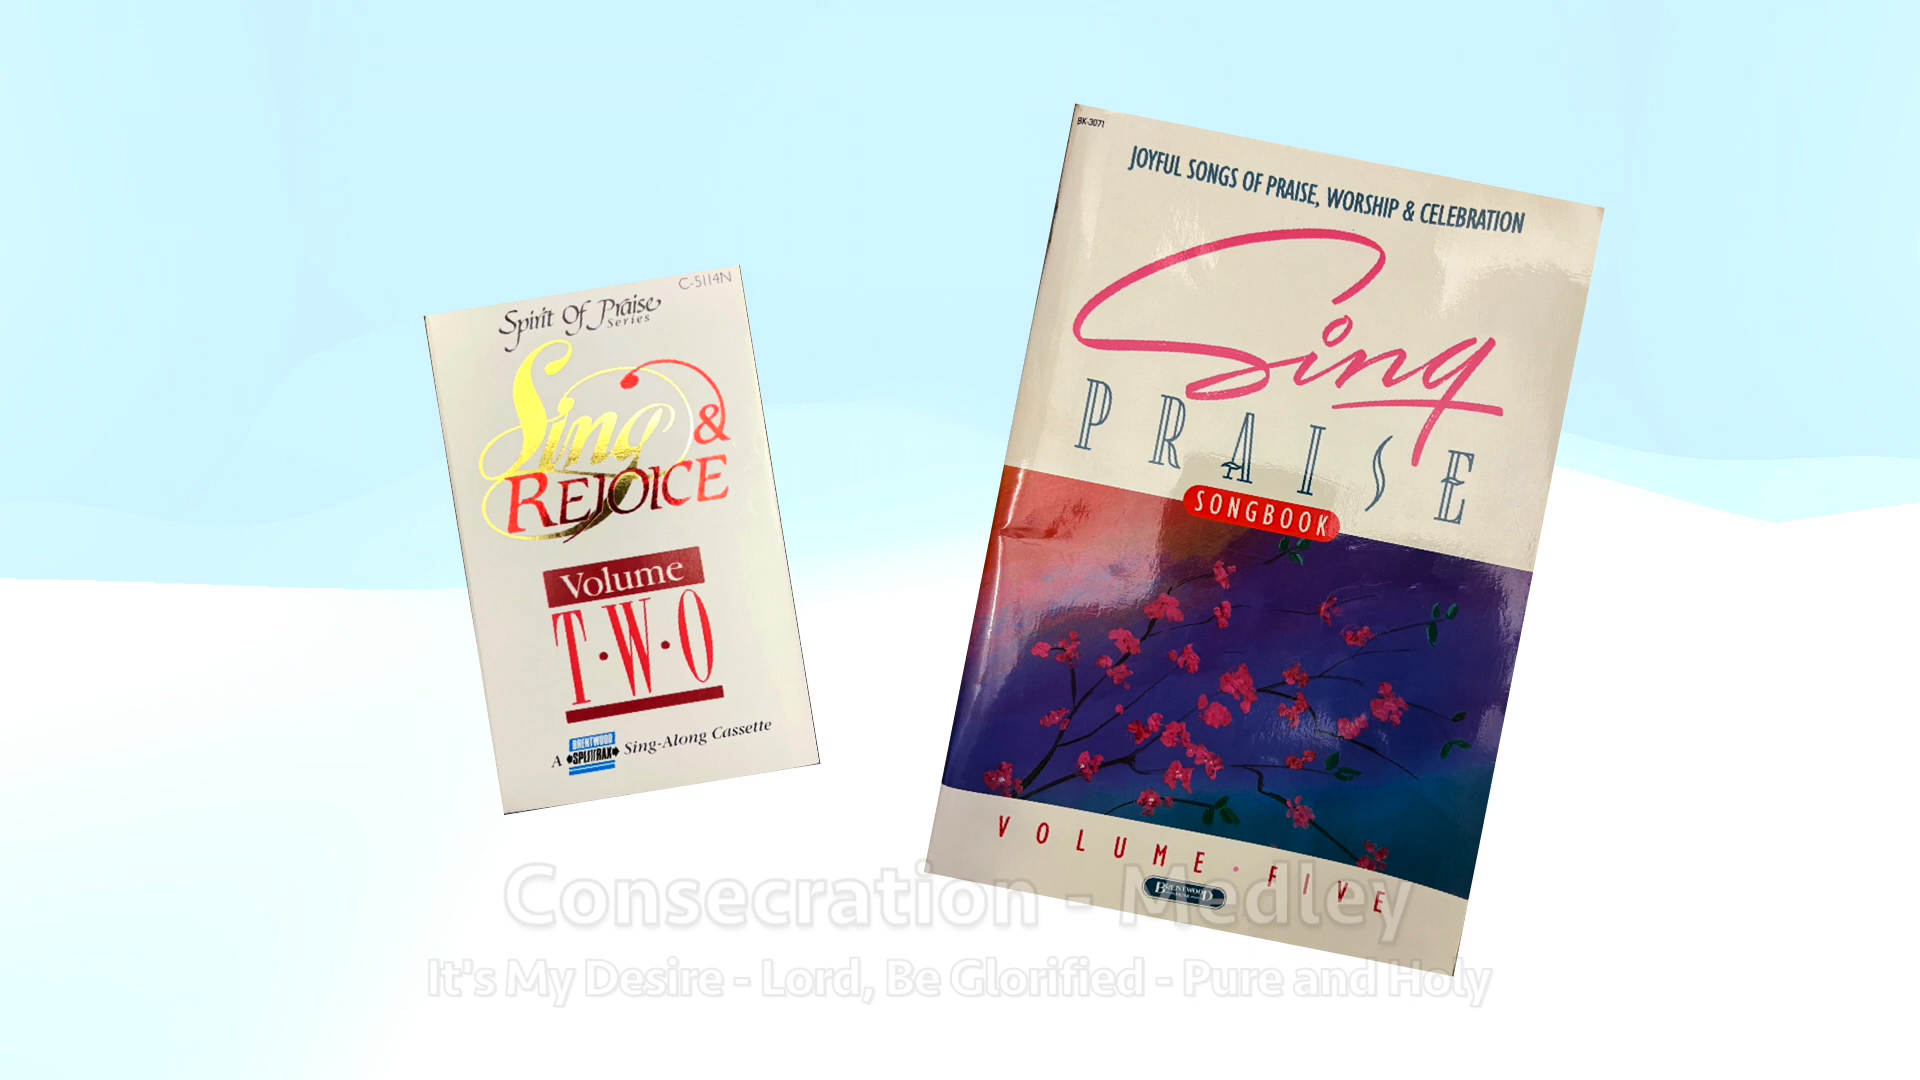 C-5114N
Spirit Of Praise
Series
Sing &
REJOICE
Volume
T·W·O
A BRENTWOOD SPLIT/TRAX Sing-Along Cassette
BK-3071
JOYFUL SONGS OF PRAISE, WORSHIP & CELEBRATION
Sing
PRAISE
SONGBOOK
VOLUME · FIVE
BRENTWOOD
Consecration - Medley
It's My Desire - Lord, Be Glorified - Pure and Holy